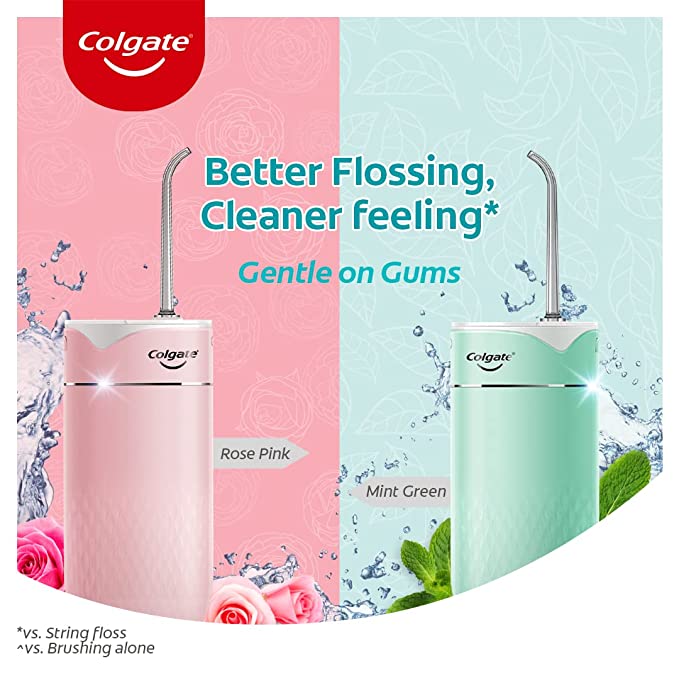 Colgate®
Better Flossing,
Cleaner feeling*
Gentle on Gums
Colgate®
Colgate®
Rose Pink
Mint Green
*vs. String floss
^vs. Brushing alone